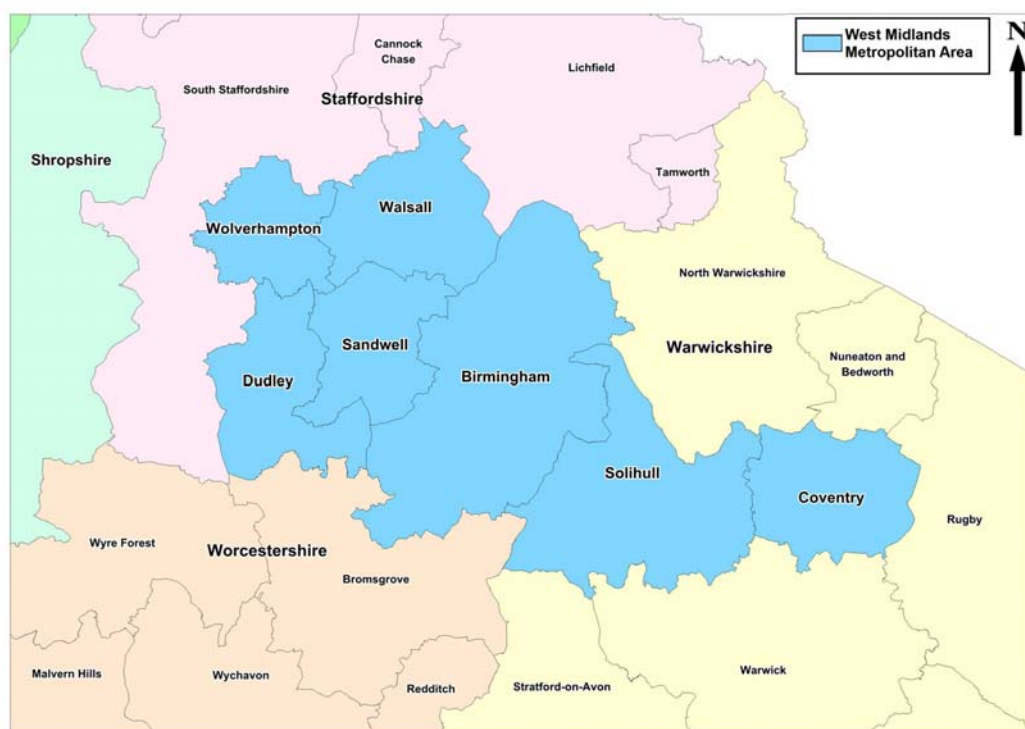 West Midlands
Metropolitan Area
N
Cannock
Chase
Lichfield
South Staffordshire
Staffordshire
Shropshire
Tamworth
Walsall
Wolverhampton
North Warwickshire
Sandwell
Warwickshire
Nuneaton and
Bedworth
Dudley
Birmingham
Solihull
Coventry
Rugby
Wyre Forest
Worcestershire
Bromsgrove
Malvern Hills
Wychavon
Redditch
Stratford-on-Avon
Warwick